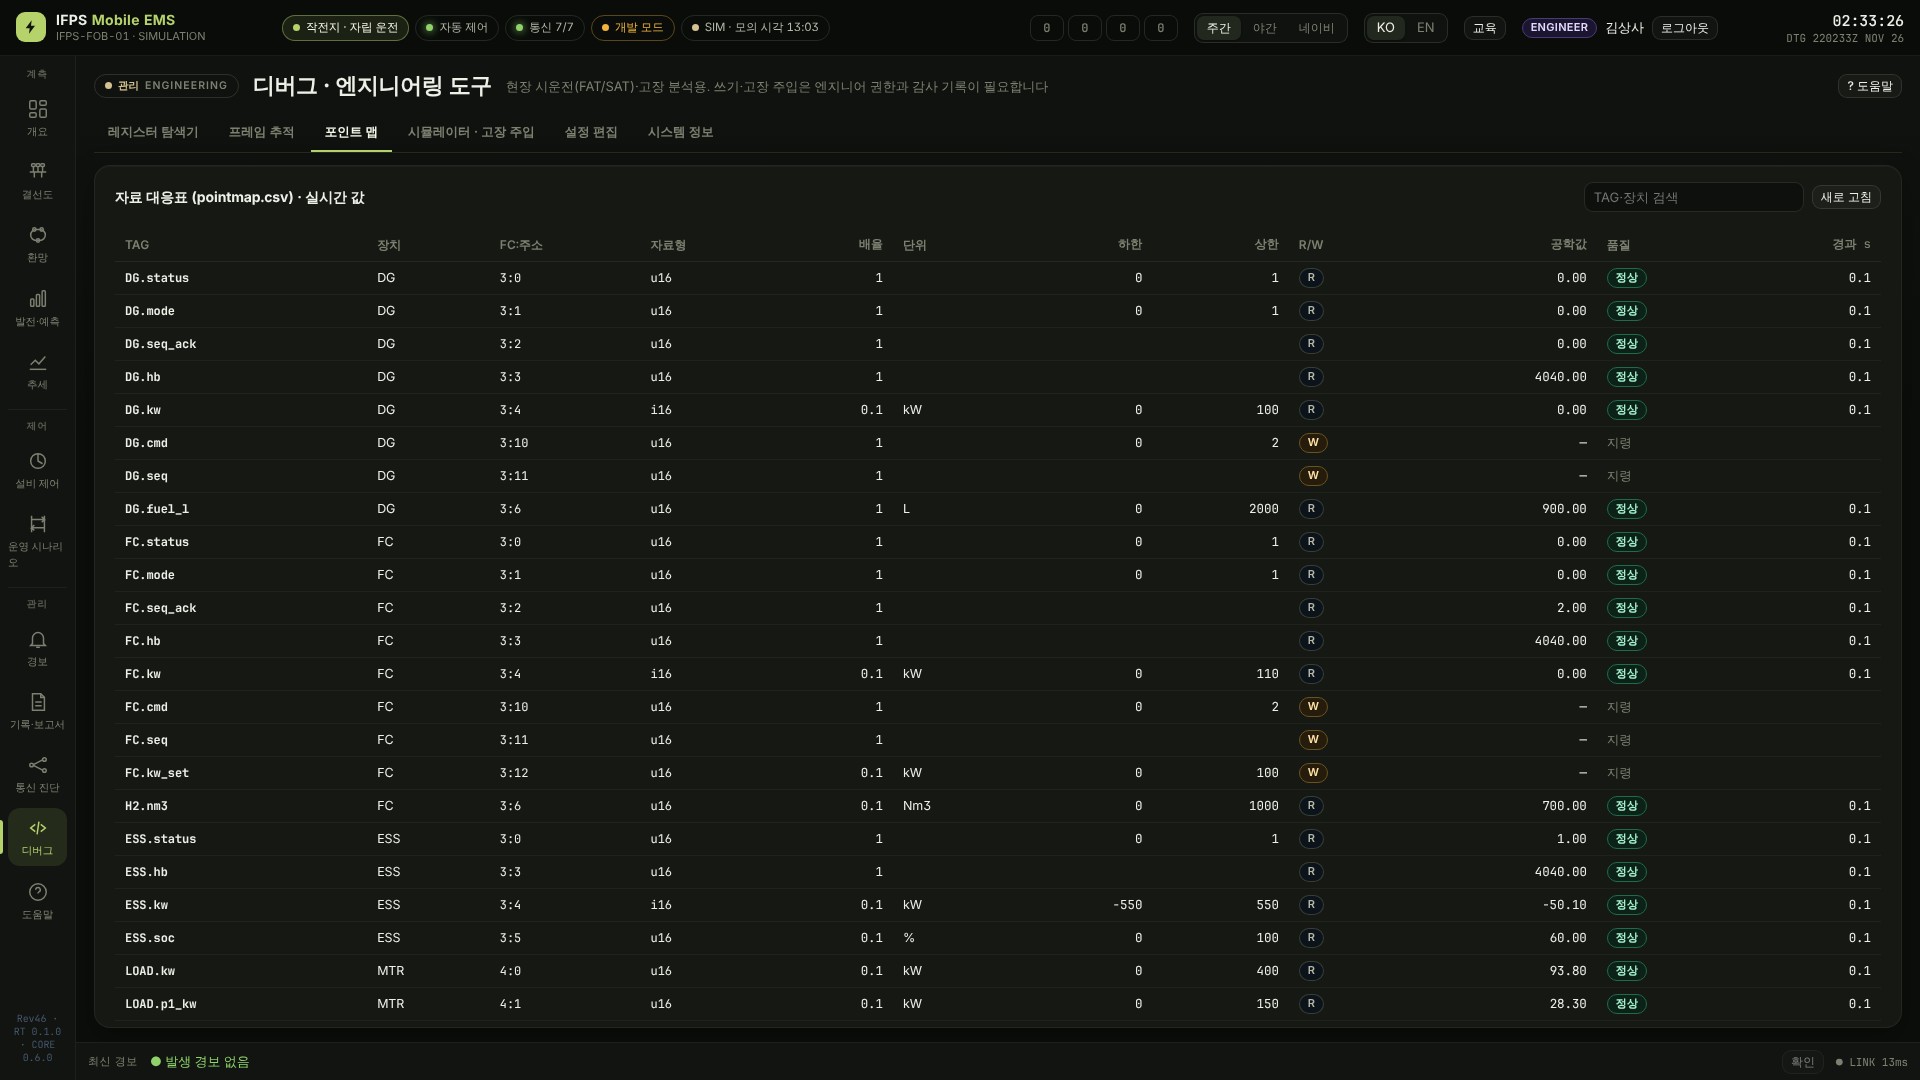 IFPS Mobile EMS
IFPS-FOB-01 · SIMULATION
작전지 · 자립 운전
자동 제어
통신 7/7
개발 모드
SIM · 모의 시각 13:03
0 0 0 0
주간 야간 네이비
KO EN
교육
ENGINEER 김상사 로그아웃
02:33:26
DTG 220233Z NOV 26
계측
개요
결선도
환망
발전·예측
추세
제어
설비 제어
운영 시나리
오
관리
경보
기록·보고서
통신 진단
디버그
도움말
Rev46 ·
RT 0.1.0
· CORE
0.6.0
관리 ENGINEERING
디버그 · 엔지니어링 도구
현장 시운전(FAT/SAT)·고장 분석용. 쓰기·고장 주입은 엔지니어 권한과 감사 기록이 필요합니다
? 도움말
레지스터 탐색기 프레임 추적 포인트 맵 시뮬레이터 · 고장 주입 설정 편집 시스템 정보
자료 대응표 (pointmap.csv) · 실시간 값
TAG·장치 검색
새로 고침
TAG 장치 FC:주소 자료형 배율 단위 하한 상한 R/W 공학값 품질 경과 s
DG.status DG 3:0 u16 1 0 1 R 0.00 정상 0.1
DG.mode DG 3:1 u16 1 0 1 R 0.00 정상 0.1
DG.seq_ack DG 3:2 u16 1 R 0.00 정상 0.1
DG.hb DG 3:3 u16 1 R 4040.00 정상 0.1
DG.kw DG 3:4 i16 0.1 kW 0 100 R 0.00 정상 0.1
DG.cmd DG 3:10 u16 1 0 2 W — 지령
DG.seq DG 3:11 u16 1 W — 지령
DG.fuel_l DG 3:6 u16 1 L 0 2000 R 900.00 정상 0.1
FC.status FC 3:0 u16 1 0 1 R 0.00 정상 0.1
FC.mode FC 3:1 u16 1 0 1 R 0.00 정상 0.1
FC.seq_ack FC 3:2 u16 1 R 2.00 정상 0.1
FC.hb FC 3:3 u16 1 R 4040.00 정상 0.1
FC.kw FC 3:4 i16 0.1 kW 0 110 R 0.00 정상 0.1
FC.cmd FC 3:10 u16 1 0 2 W — 지령
FC.seq FC 3:11 u16 1 W — 지령
FC.kw_set FC 3:12 u16 0.1 kW 0 100 W — 지령
H2.nm3 FC 3:6 u16 0.1 Nm3 0 1000 R 700.00 정상 0.1
ESS.status ESS 3:0 u16 1 0 1 R 1.00 정상 0.1
ESS.hb ESS 3:3 u16 1 R 4040.00 정상 0.1
ESS.kw ESS 3:4 i16 0.1 kW -550 550 R -50.10 정상 0.1
ESS.soc ESS 3:5 u16 0.1 % 0 100 R 60.00 정상 0.1
LOAD.kw MTR 4:0 u16 0.1 kW 0 400 R 93.80 정상 0.1
LOAD.p1_kw MTR 4:1 u16 0.1 kW 0 150 R 28.30 정상 0.1
최신 경보 발생 경보 없음
확인
LINK 13ms